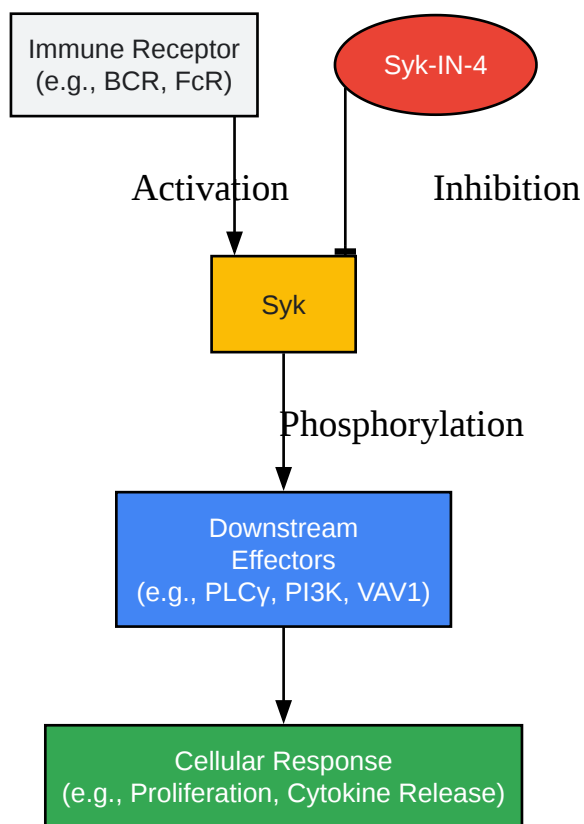 Immune Receptor
(e.g., BCR, FcR)
Syk-IN-4
Activation
Inhibition
Syk
Phosphorylation
Downstream
Effectors
(e.g., PLCγ, PI3K, VAV1)
Cellular Response
(e.g., Proliferation, Cytokine Release)